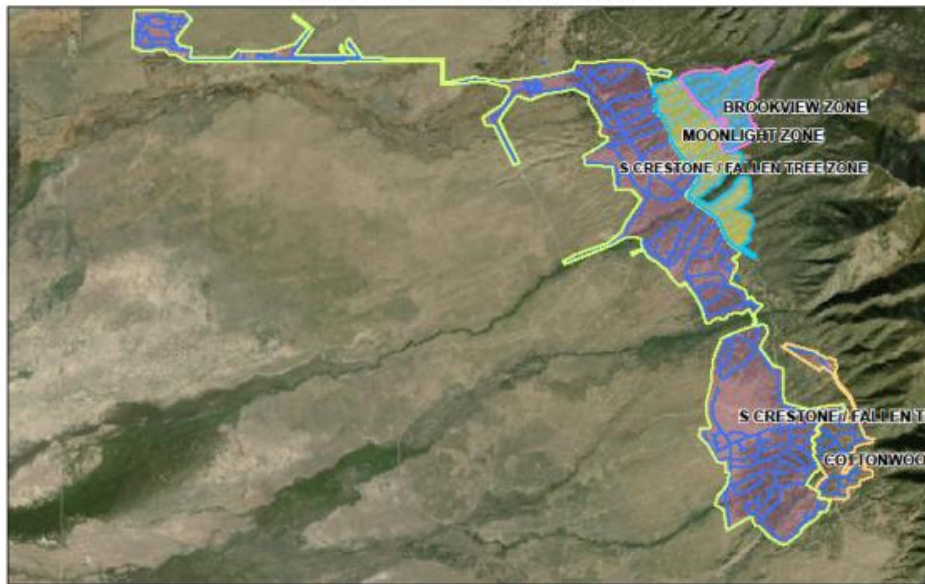 BROOKVIEW ZONE
MOONLIGHT ZONE
S CRESTONE / FALLEN TREE ZONE
S CRESTONE / FALLEN T
COTTONWOO